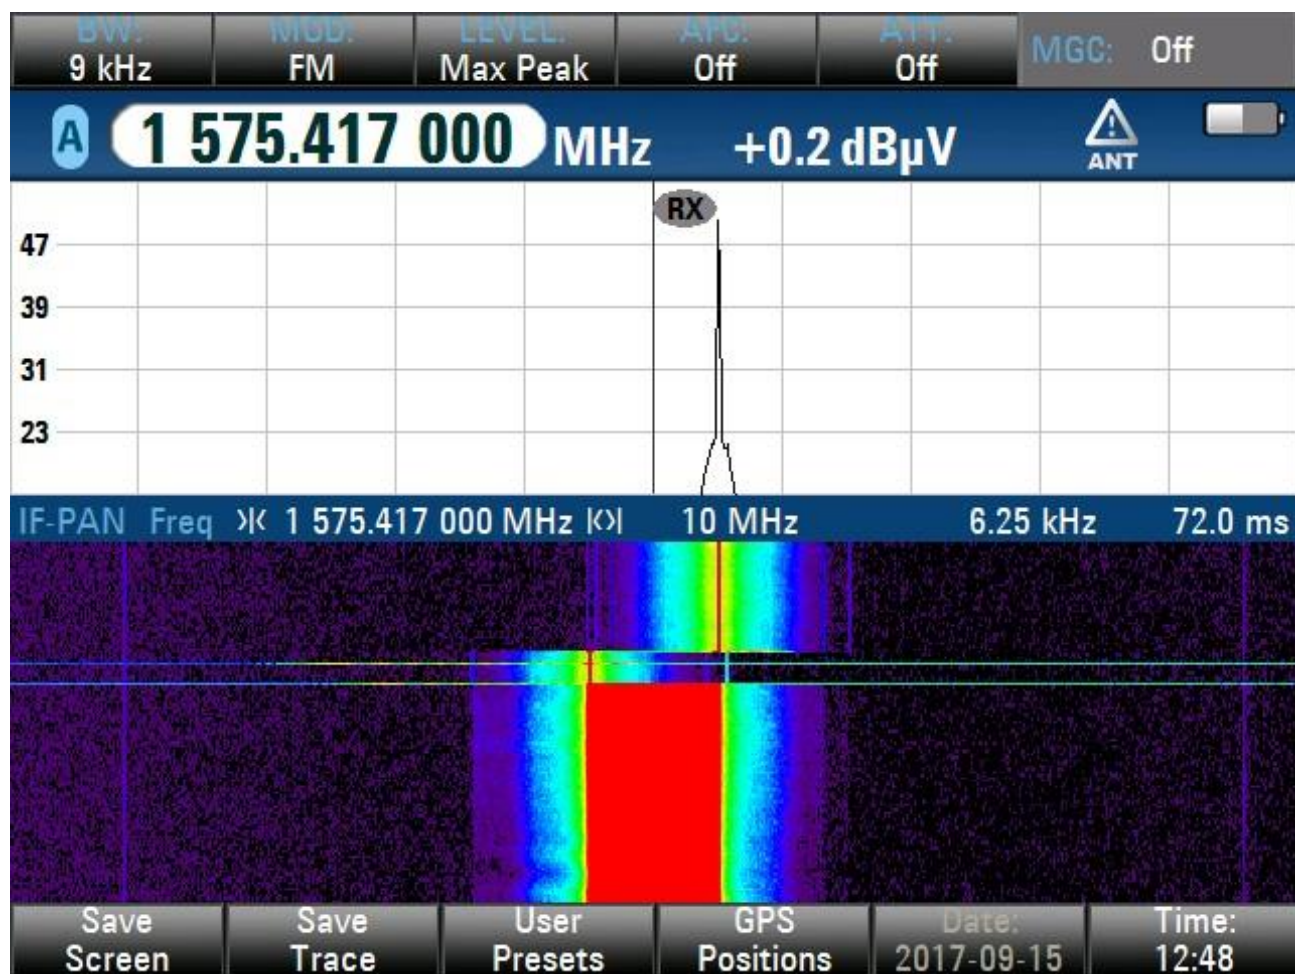 BW: MOD: LEVEL: AFC: ATT: MGC: Off
9 kHz FM Max Peak Off Off
A 1 575.417 000 MHz +0.2 dBµV ANT
RX
47
39
31
23
IF-PAN Freq 1 575.417 000 MHz 10 MHz 6.25 kHz 72.0 ms
Save Save User GPS Date: Time:
Screen Trace Presets Positions 2017-09-15 12:48